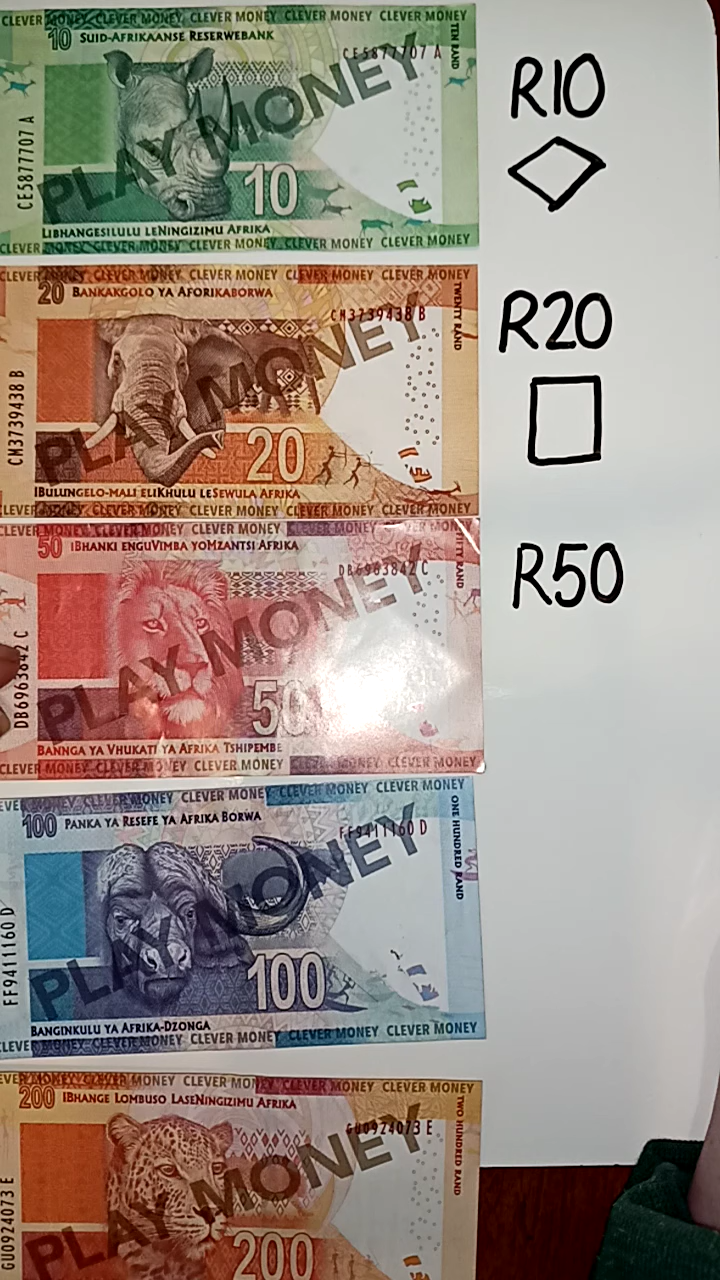 CLEVER MONEY CLEVER MONEY CLEVER MONEY CLEVER MONEY CLEVER MONEY
10 SUID-AFRIKAANSE RESERWEBANK
CE5877707 A
TEN RAND
CE5877707 A
PLAY MONEY
10
LIBHANGESILULU LENINGIZIMU AFRIKA
CLEVER MONEY CLEVER MONEY CLEVER MONEY CLEVER MONEY CLEVER MONEY
R10
CLEVER MONEY CLEVER MONEY CLEVER MONEY CLEVER MONEY CLEVER MONEY
20 BANKAKGOLO YA AFORIKABORWA
CM3739438 B
TWENTY RAND
CM3739438 B
PLAY MONEY
20
IBULUNGELO-MALI ELIKHULU LESEWULA AFRIKA
CLEVER MONEY CLEVER MONEY CLEVER MONEY CLEVER MONEY
R20
CLEVER MONEY CLEVER MONEY CLEVER MONEY CLEVER MONEY
50 IBHANKI ENGUVIMBA YOMZANTSI AFRIKA
DB6963842 C
FIFTY RAND
DB6963842 C
PLAY MONEY
50
BANNGA YA VHUKATI YA AFRIKA TSHIPEMBE
CLEVER MONEY CLEVER MONEY CLEVER MONEY CLEVER MONEY CLEVER MONEY
R50
CLEVER MONEY CLEVER MONEY CLEVER MONEY CLEVER MONEY
100 PANKA YA RESEFE YA AFRIKA BORWA
FF9411160 D
ONE HUNDRED RAND
FF9411160 D
PLAY MONEY
100
BANGINKULU YA AFRIKA-DZONGA
CLEVER MONEY CLEVER MONEY CLEVER MONEY CLEVER MONEY
CLEVER MONEY CLEVER MONEY CLEVER MONEY CLEVER MONEY
200 IBHANGE LOMBUSO LASENINGIZIMU AFRIKA
GU0924073 E
TWO HUNDRED RAND
GU0924073 E
PLAY MONEY
200